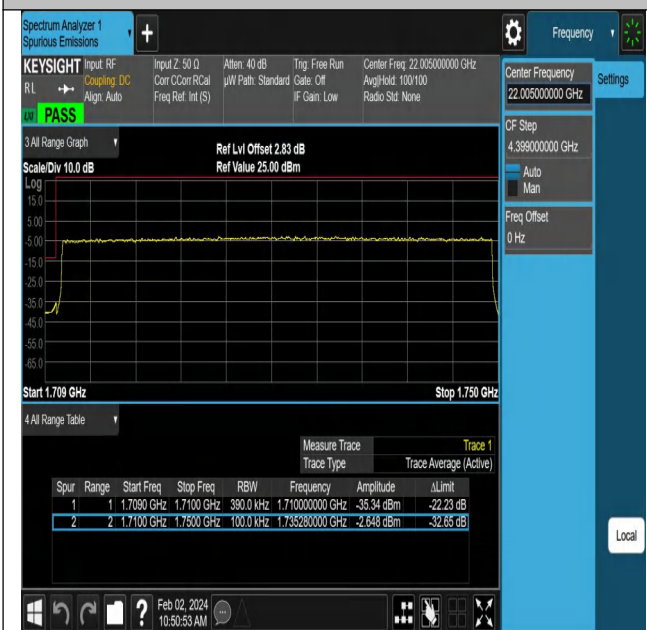 Spectrum Analyzer 1
Spurious Emissions
Frequency
KEYSIGHT
RL
Input: RF
Coupling: DC
Align: Auto
Input Z: 50 Ω
Corr CCorr RCal
Freq Ref: Int (S)
Atten: 40 dB
µW Path: Standard
Trig: Free Run
Gate: Off
IF Gain: Low
Center Freq: 22.005000000 GHz
Avg|Hold: 100/100
Radio Std: None
PASS
3 All Range Graph
Scale/Div 10.0 dB
Ref Lvl Offset 2.83 dB
Ref Value 25.00 dBm
Log
15.0
5.00
-5.00
-15.0
-25.0
-35.0
-45.0
-55.0
-65.0
Start 1.709 GHz Stop 1.750 GHz
4 All Range Table
Measure Trace Trace 1
Trace Type Trace Average (Active)
Spur Range Start Freq Stop Freq RBW Frequency Amplitude ΔLimit
1 1 1.7090 GHz 1.7100 GHz 390.0 kHz 1.710000000 GHz -35.34 dBm -22.23 dB
2 2 1.7100 GHz 1.7500 GHz 100.0 kHz 1.735280000 GHz -2.648 dBm -32.65 dB
Center Frequency
22.005000000 GHz
Settings
CF Step
4.399000000 GHz
Auto
Man
Freq Offset
0 Hz
Local
?
Feb 02, 2024
10:50:53 AM